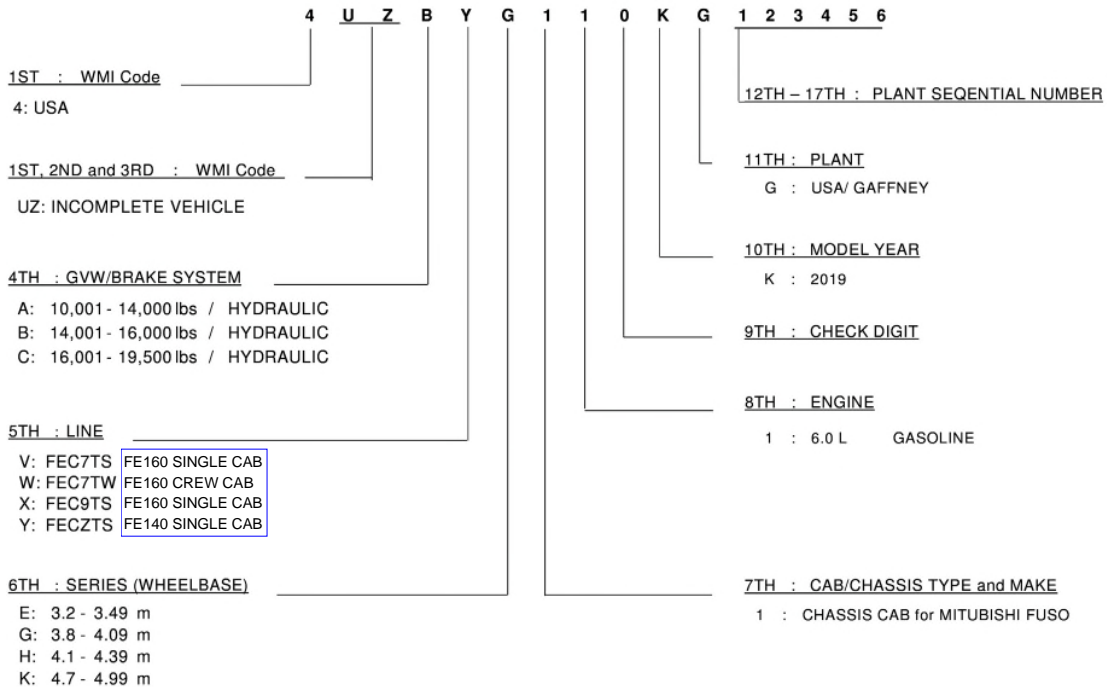 4 U Z B Y G 1 1 0 K G 1 2 3 4 5 6
1ST : WMI Code
4: USA
1ST, 2ND and 3RD : WMI Code
UZ: INCOMPLETE VEHICLE
4TH : GVW/BRAKE SYSTEM
A: 10,001 - 14,000 lbs / HYDRAULIC
B: 14,001 - 16,000 lbs / HYDRAULIC
C: 16,001 - 19,500 lbs / HYDRAULIC
5TH : LINE
V: FEC7TS FE160 SINGLE CAB
W: FEC7TW FE160 CREW CAB
X: FEC9TS FE160 SINGLE CAB
Y: FECZTS FE140 SINGLE CAB
6TH : SERIES (WHEELBASE)
E: 3.2 - 3.49 m
G: 3.8 - 4.09 m
H: 4.1 - 4.39 m
K: 4.7 - 4.99 m
12TH – 17TH : PLANT SEQENTIAL NUMBER
11TH : PLANT
G : USA/ GAFFNEY
10TH : MODEL YEAR
K : 2019
9TH : CHECK DIGIT
8TH : ENGINE
1 : 6.0 L GASOLINE
7TH : CAB/CHASSIS TYPE and MAKE
1 : CHASSIS CAB for MITUBISHI FUSO